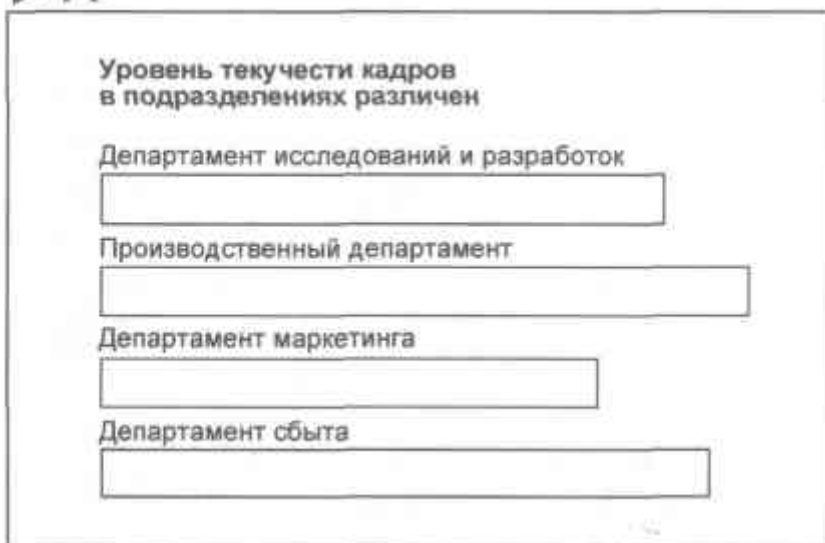 Уровень текучести кадров
в подразделениях различен
Департамент исследований и разработок
Производственный департамент
Департамент маркетинга
Департамент сбыта